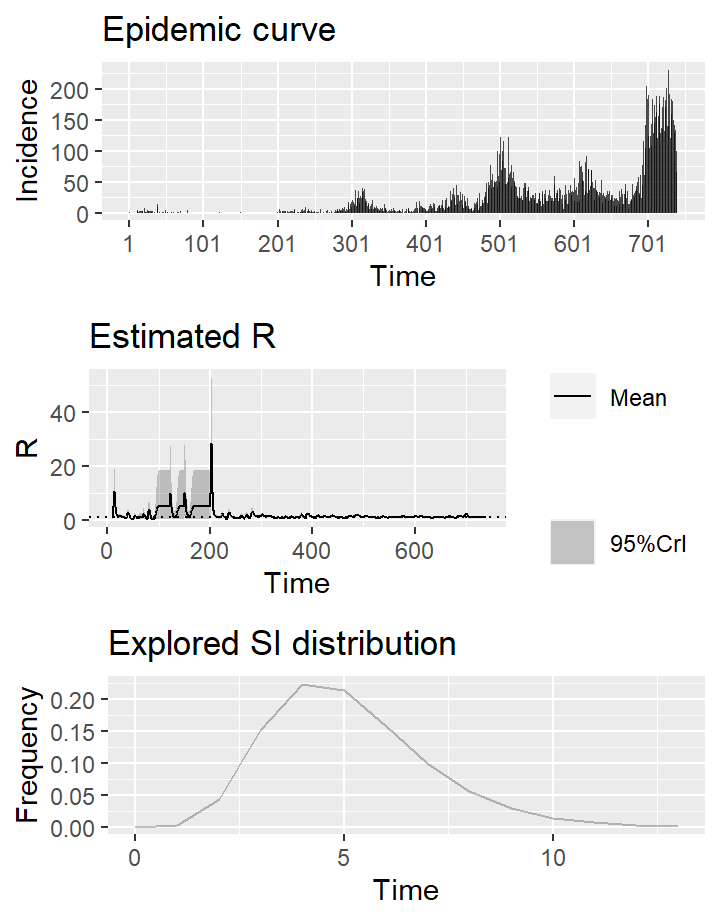 Epidemic curve
Incidence
200
150
100
50
0
1 101 201 301 401 501 601 701
Time
Estimated R
R
40
20
0
0 200 400 600
Time
Mean
95%CrI
Explored SI distribution
Frequency
0.20
0.15
0.10
0.05
0.00
0 5 10
Time